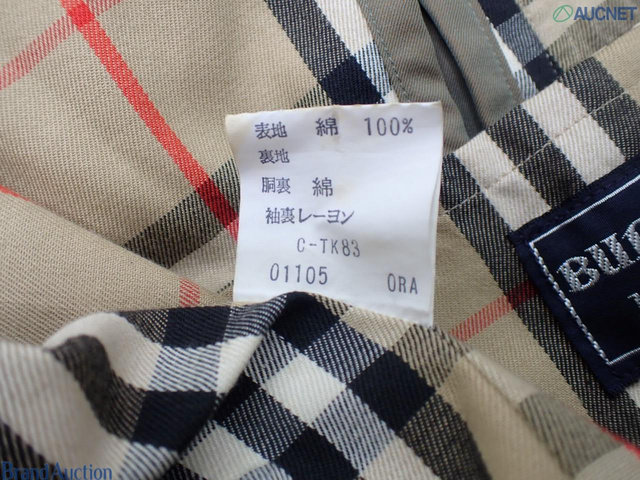 AUCNET
表地 綿 100%
裏地
胴裏 綿
袖裏レーヨン
C-TK83
01105 ORA
Brand Auction